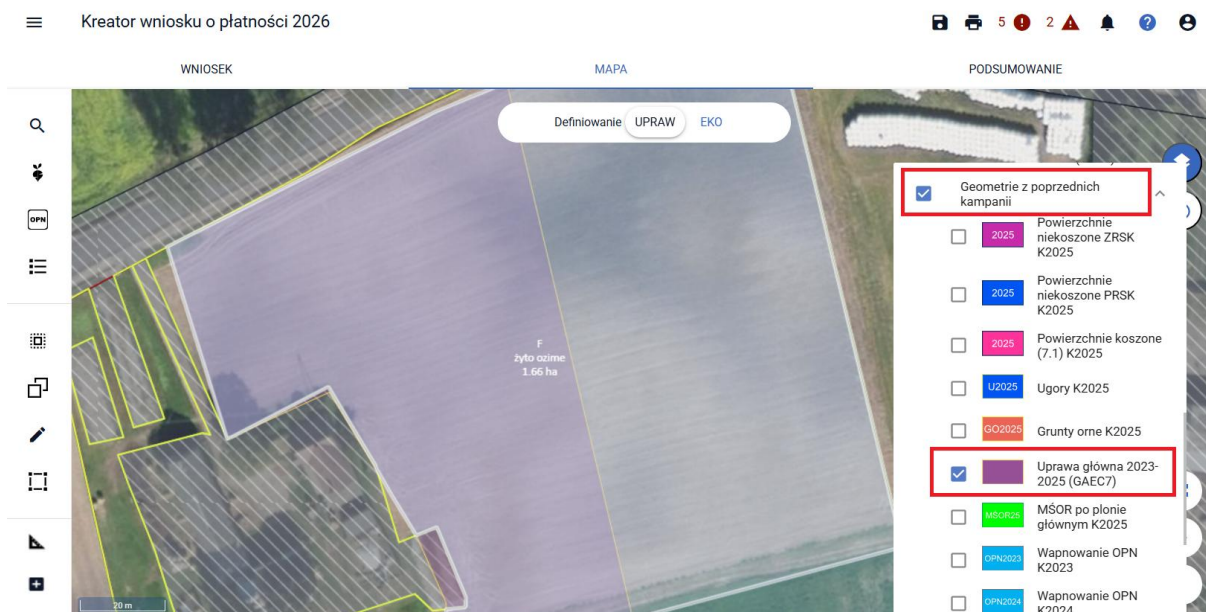 Kreator wniosku o płatności 2026
5
2
WNIOSEK
MAPA
PODSUMOWANIE
Definiowanie UPRAW EKO
OPN
F
żyto ozime
1.66 ha
20 m
Geometrie z poprzednich
kampanii
2025
Powierzchnie
niekoszone ZRSK
K2025
2025
Powierzchnie
niekoszone PRSK
K2025
2025
Powierzchnie koszone
(7.1) K2025
U2025
Ugory K2025
GO2025
Grunty orne K2025
Uprawa główna 2023-
2025 (GAEC7)
MŚOR25
MŚOR po plonie
głównym K2025
OPN2023
Wapnowanie OPN
K2023
OPN2024
Wapnowanie OPN
K2024